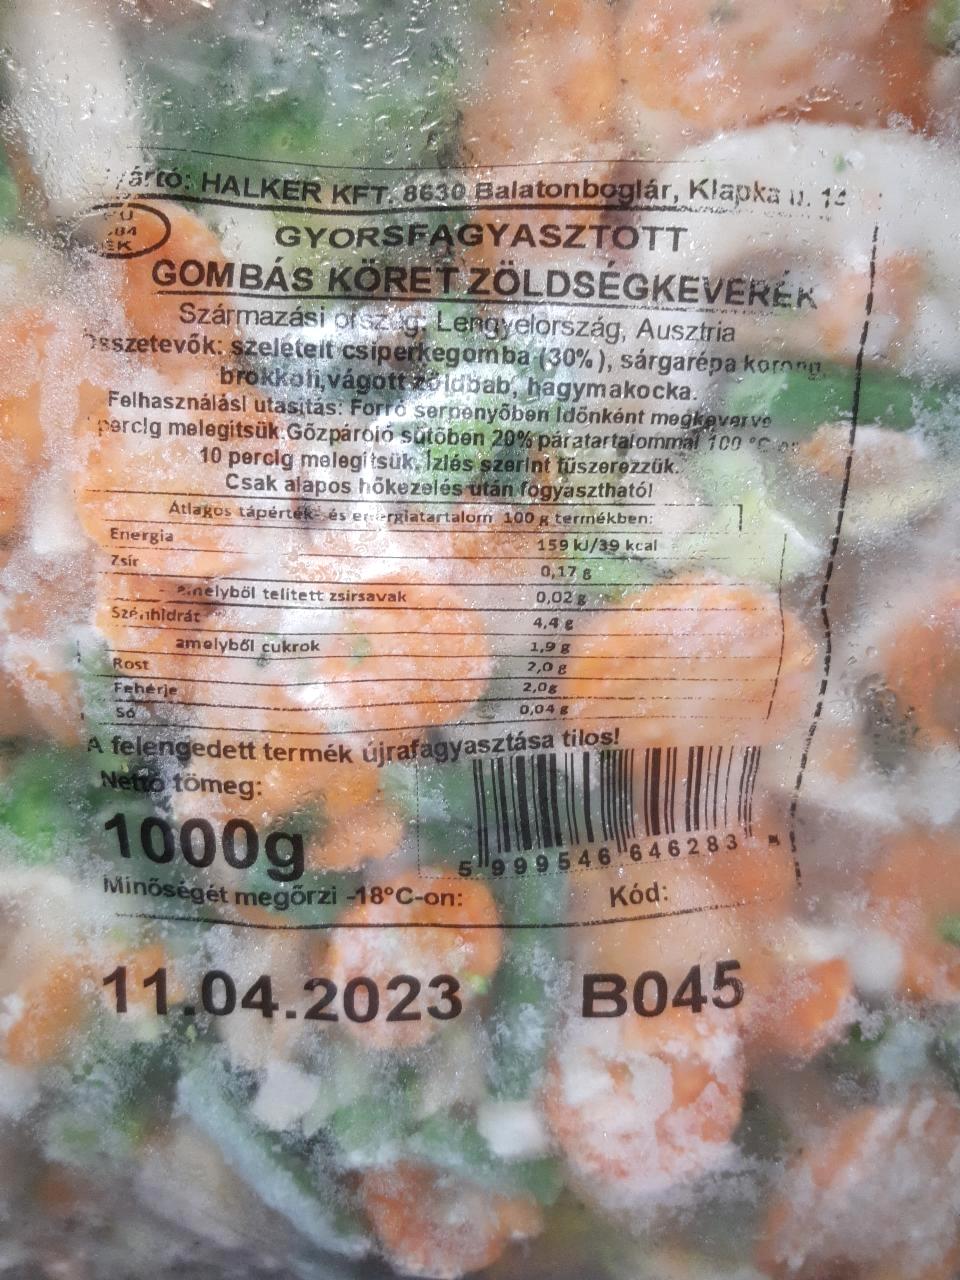 HALKER KFT. 8630 Balatonboglár, Klapka u.
GYORSFAGYASZTOTT
GOMBÁS KÖRET ZÖLDSÉGKEVERÉK
Származási ország: Lengyelország, Ausztria
szeletelt csiperkegomba (30%), sárgarépa korong,
brokkoli, vágott zöldbab, hagymakocka.
Felhasználási utasítás: Forró serpenyőben időnként megkeverve
percig melegítsük. Gőzpároló sütőben 20% páratartalommal 100 °C-on
10 percig melegítsük. Ízlés szerint fűszerezzük.
Csak alapos hőkezelés után fogyasztható!
Átlagos tápérték- és energiatartalom 100 g termékben:
Energia 159 kJ/39 kcal
Zsír 0,17 g
amelyből telített zsírsavak 0,02 g
Szénhidrát 4,4 g
amelyből cukrok 1,9 g
Rost 2,0 g
Fehérje 2,0g
Só 0,04 g
A felengedett termék újrafagyasztása tilos!
Nettó tömeg:
1000g
5 999546 646283
Minőségét megőrzi -18°C-on: Kód:
11.04.2023 B045